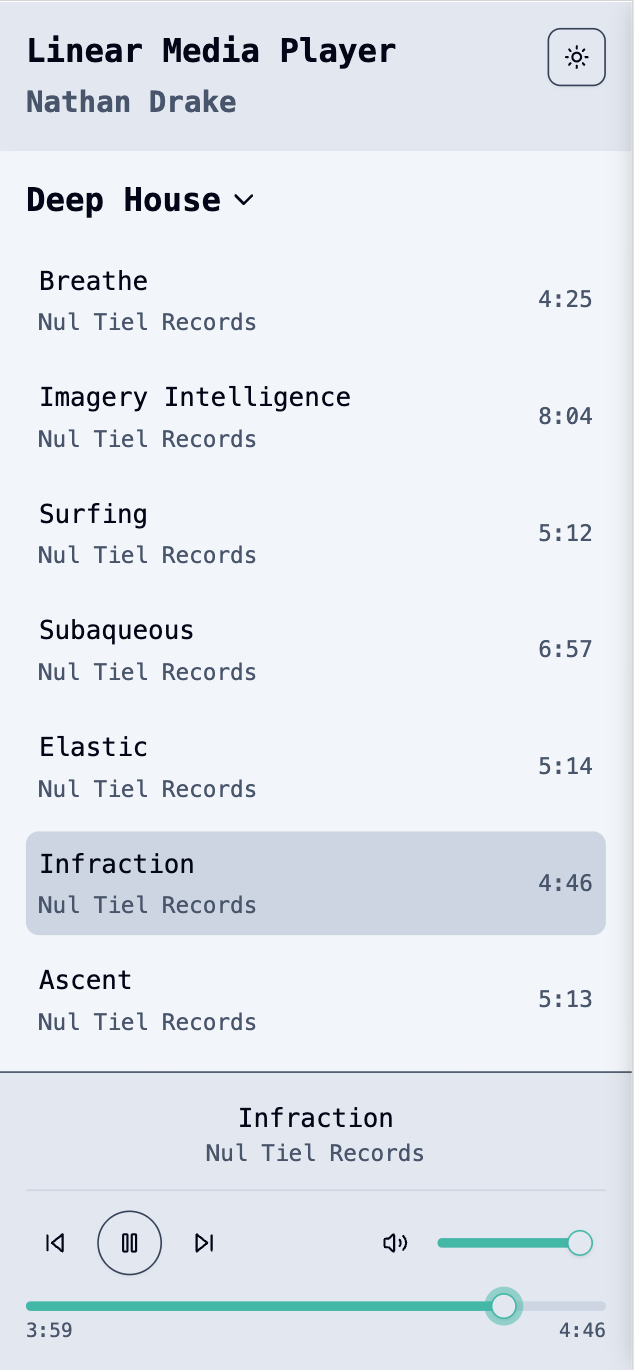 Linear Media Player
Nathan Drake
Deep House
Breathe
Nul Tiel Records
4:25
Imagery Intelligence
Nul Tiel Records
8:04
Surfing
Nul Tiel Records
5:12
Subaqueous
Nul Tiel Records
6:57
Elastic
Nul Tiel Records
5:14
Infraction
Nul Tiel Records
4:46
Ascent
Nul Tiel Records
5:13
Infraction
Nul Tiel Records
3:59 4:46